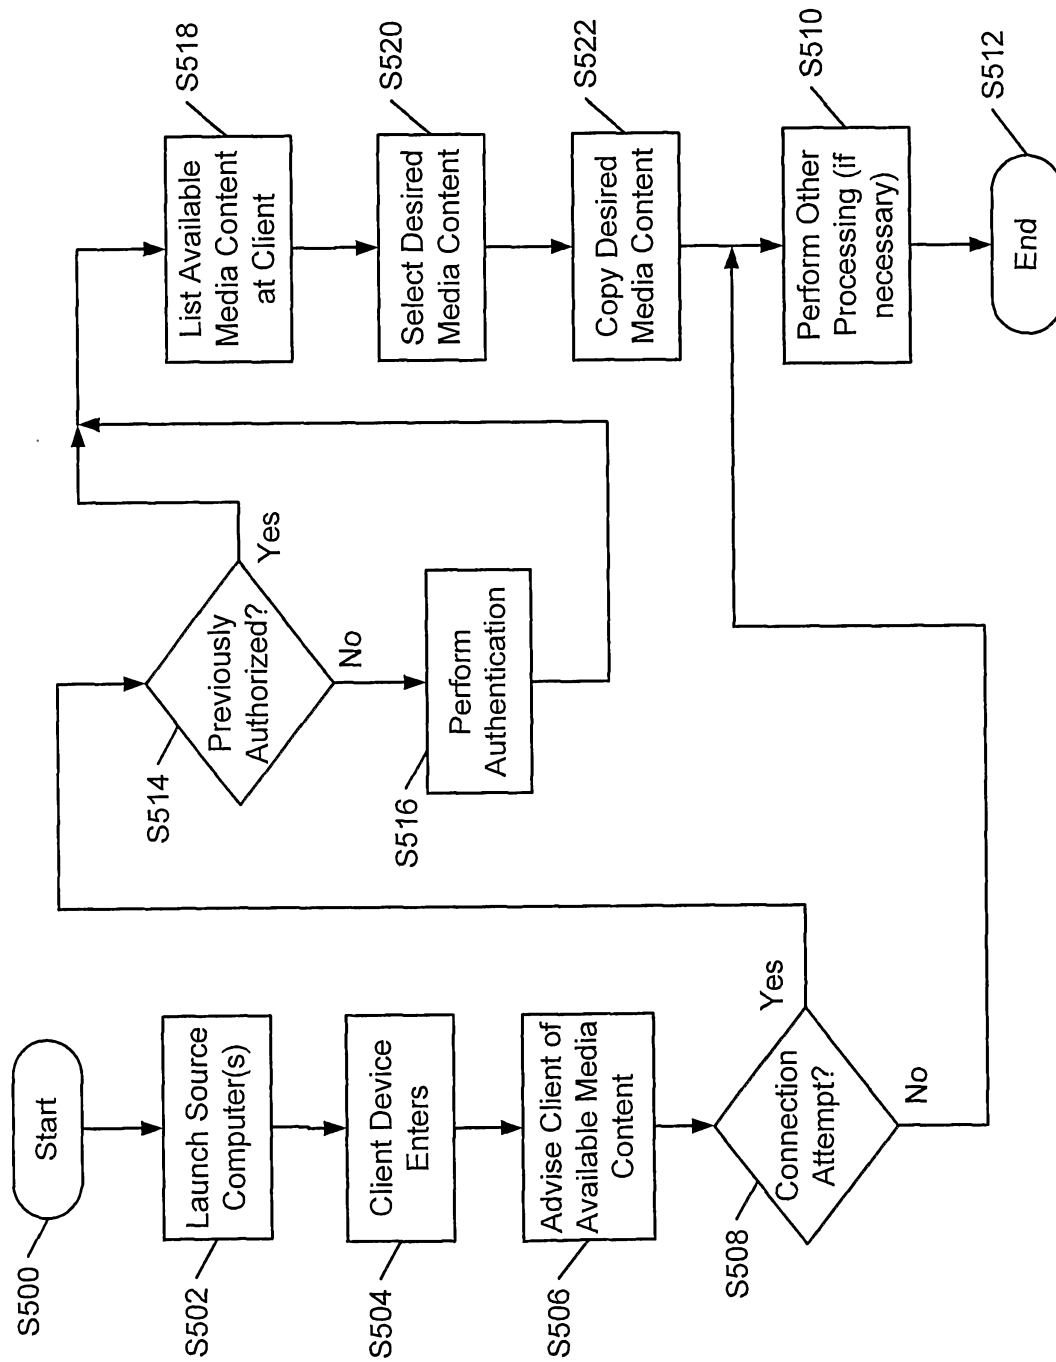 S500
Start
S502
Launch Source
Computer(s)
S504
Client Device
Enters
S506
Advise Client of
Available Media
Content
S508
Connection
Attempt?
Yes
No
S514
Previously
Authorized?
Yes
No
S516
Perform
Authentication
S518
List Available
Media Content
at Client
S520
Select Desired
Media Content
S522
Copy Desired
Media Content
S510
Perform Other
Processing (if
necessary)
S512
End